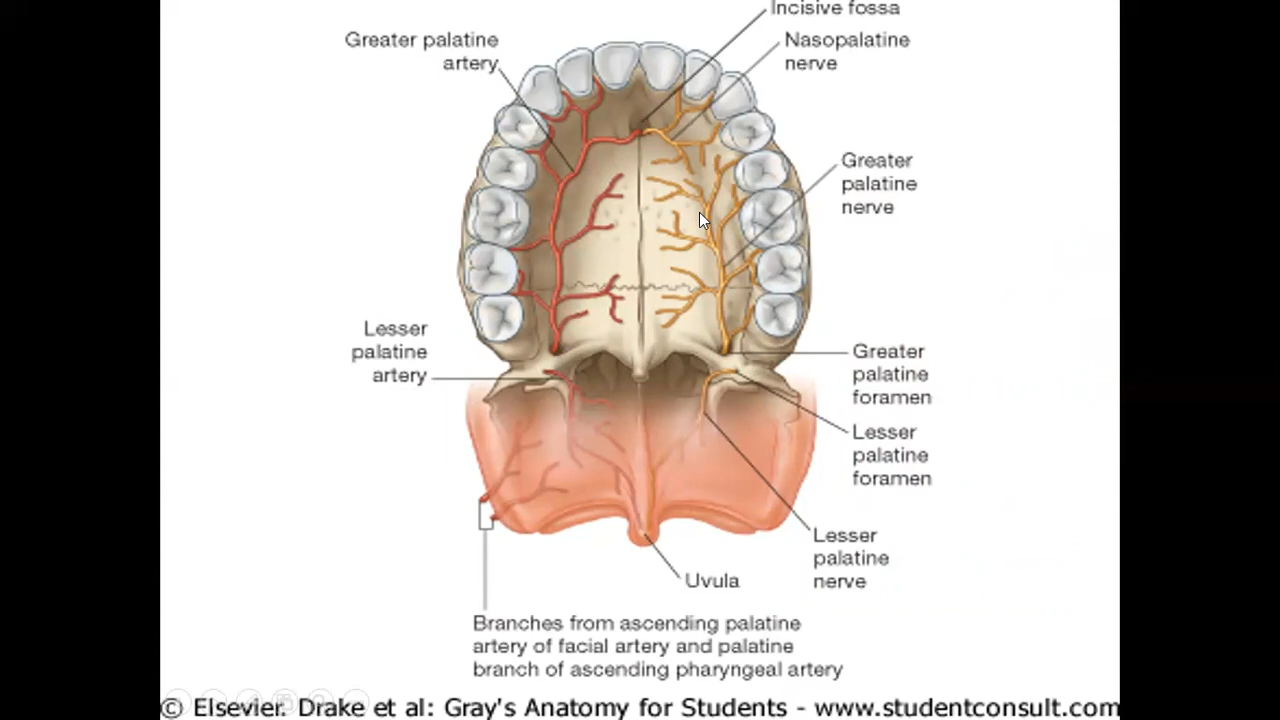 Incisive fossa
Greater palatine
artery
Nasopalatine
nerve
Greater
palatine
nerve
Lesser
palatine
artery
Greater
palatine
foramen
Lesser
palatine
foramen
Lesser
palatine
nerve
Uvula
Branches from ascending palatine
artery of facial artery and palatine
branch of ascending pharyngeal artery
© Elsevier. Drake et al: Gray's Anatomy for Students - www.studentconsult.com